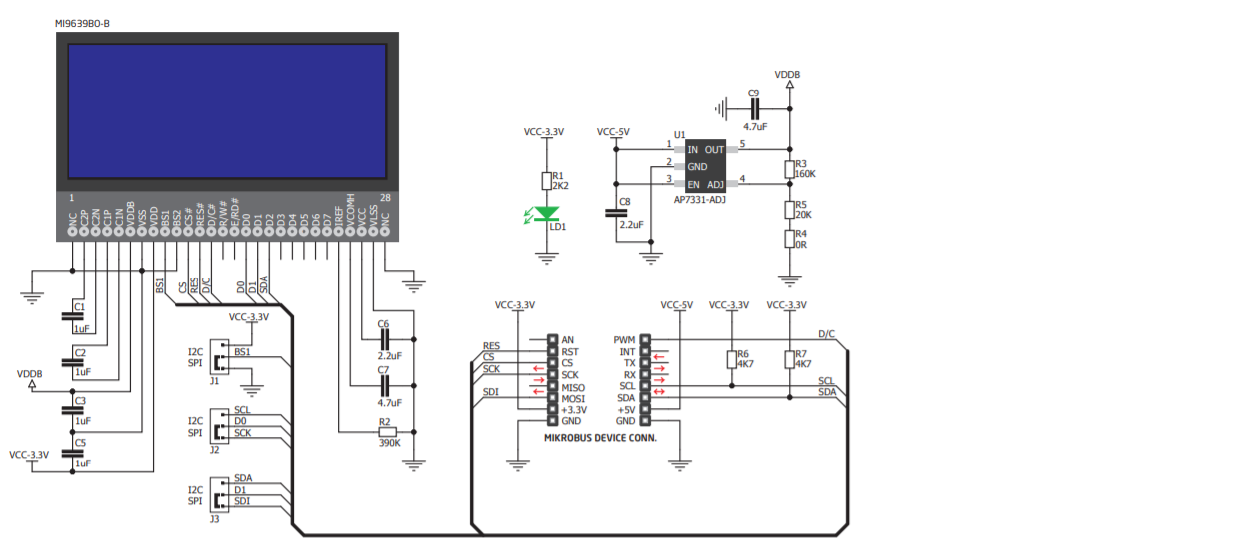 MI9639BO-B
1
28
NC
C2P
C2N
C1P
C1N
VDDB
VSS
VDD
BS1
BS2
CS#
RES#
D/C#
R/W#
E/RD#
D0
D1
D2
D3
D4
D5
D6
D7
IREF
VCOMH
VCC
VLSS
NC
BS1
CS
RES
D/C
D0
D1
SDA
C1
1uF
C2
1uF
VDDB
C3
1uF
C5
1uF
VCC-3.3V
VCC-3.3V
I2C
SPI
BS1
J1
I2C
SPI
SCL
D0
SCK
J2
I2C
SPI
SDA
D1
SDI
J3
C6
2.2uF
C7
4.7uF
R2
390K
VCC-3.3V
R1
2K2
LD1
VCC-5V
C8
2.2uF
U1
1
2
3
IN
GND
EN
OUT
ADJ
5
4
AP7331-ADJ
C9
4.7uF
VDDB
R3
160K
R5
20K
R4
0R
VCC-3.3V
RES
CS
SCK
SDI
AN
RST
CS
SCK
MISO
MOSI
+3.3V
GND
PWM
INT
TX
RX
SCL
SDA
+5V
GND
MIKROBUS DEVICE CONN.
VCC-5V
VCC-3.3V
VCC-3.3V
R6
4K7
R7
4K7
D/C
SCL
SDA